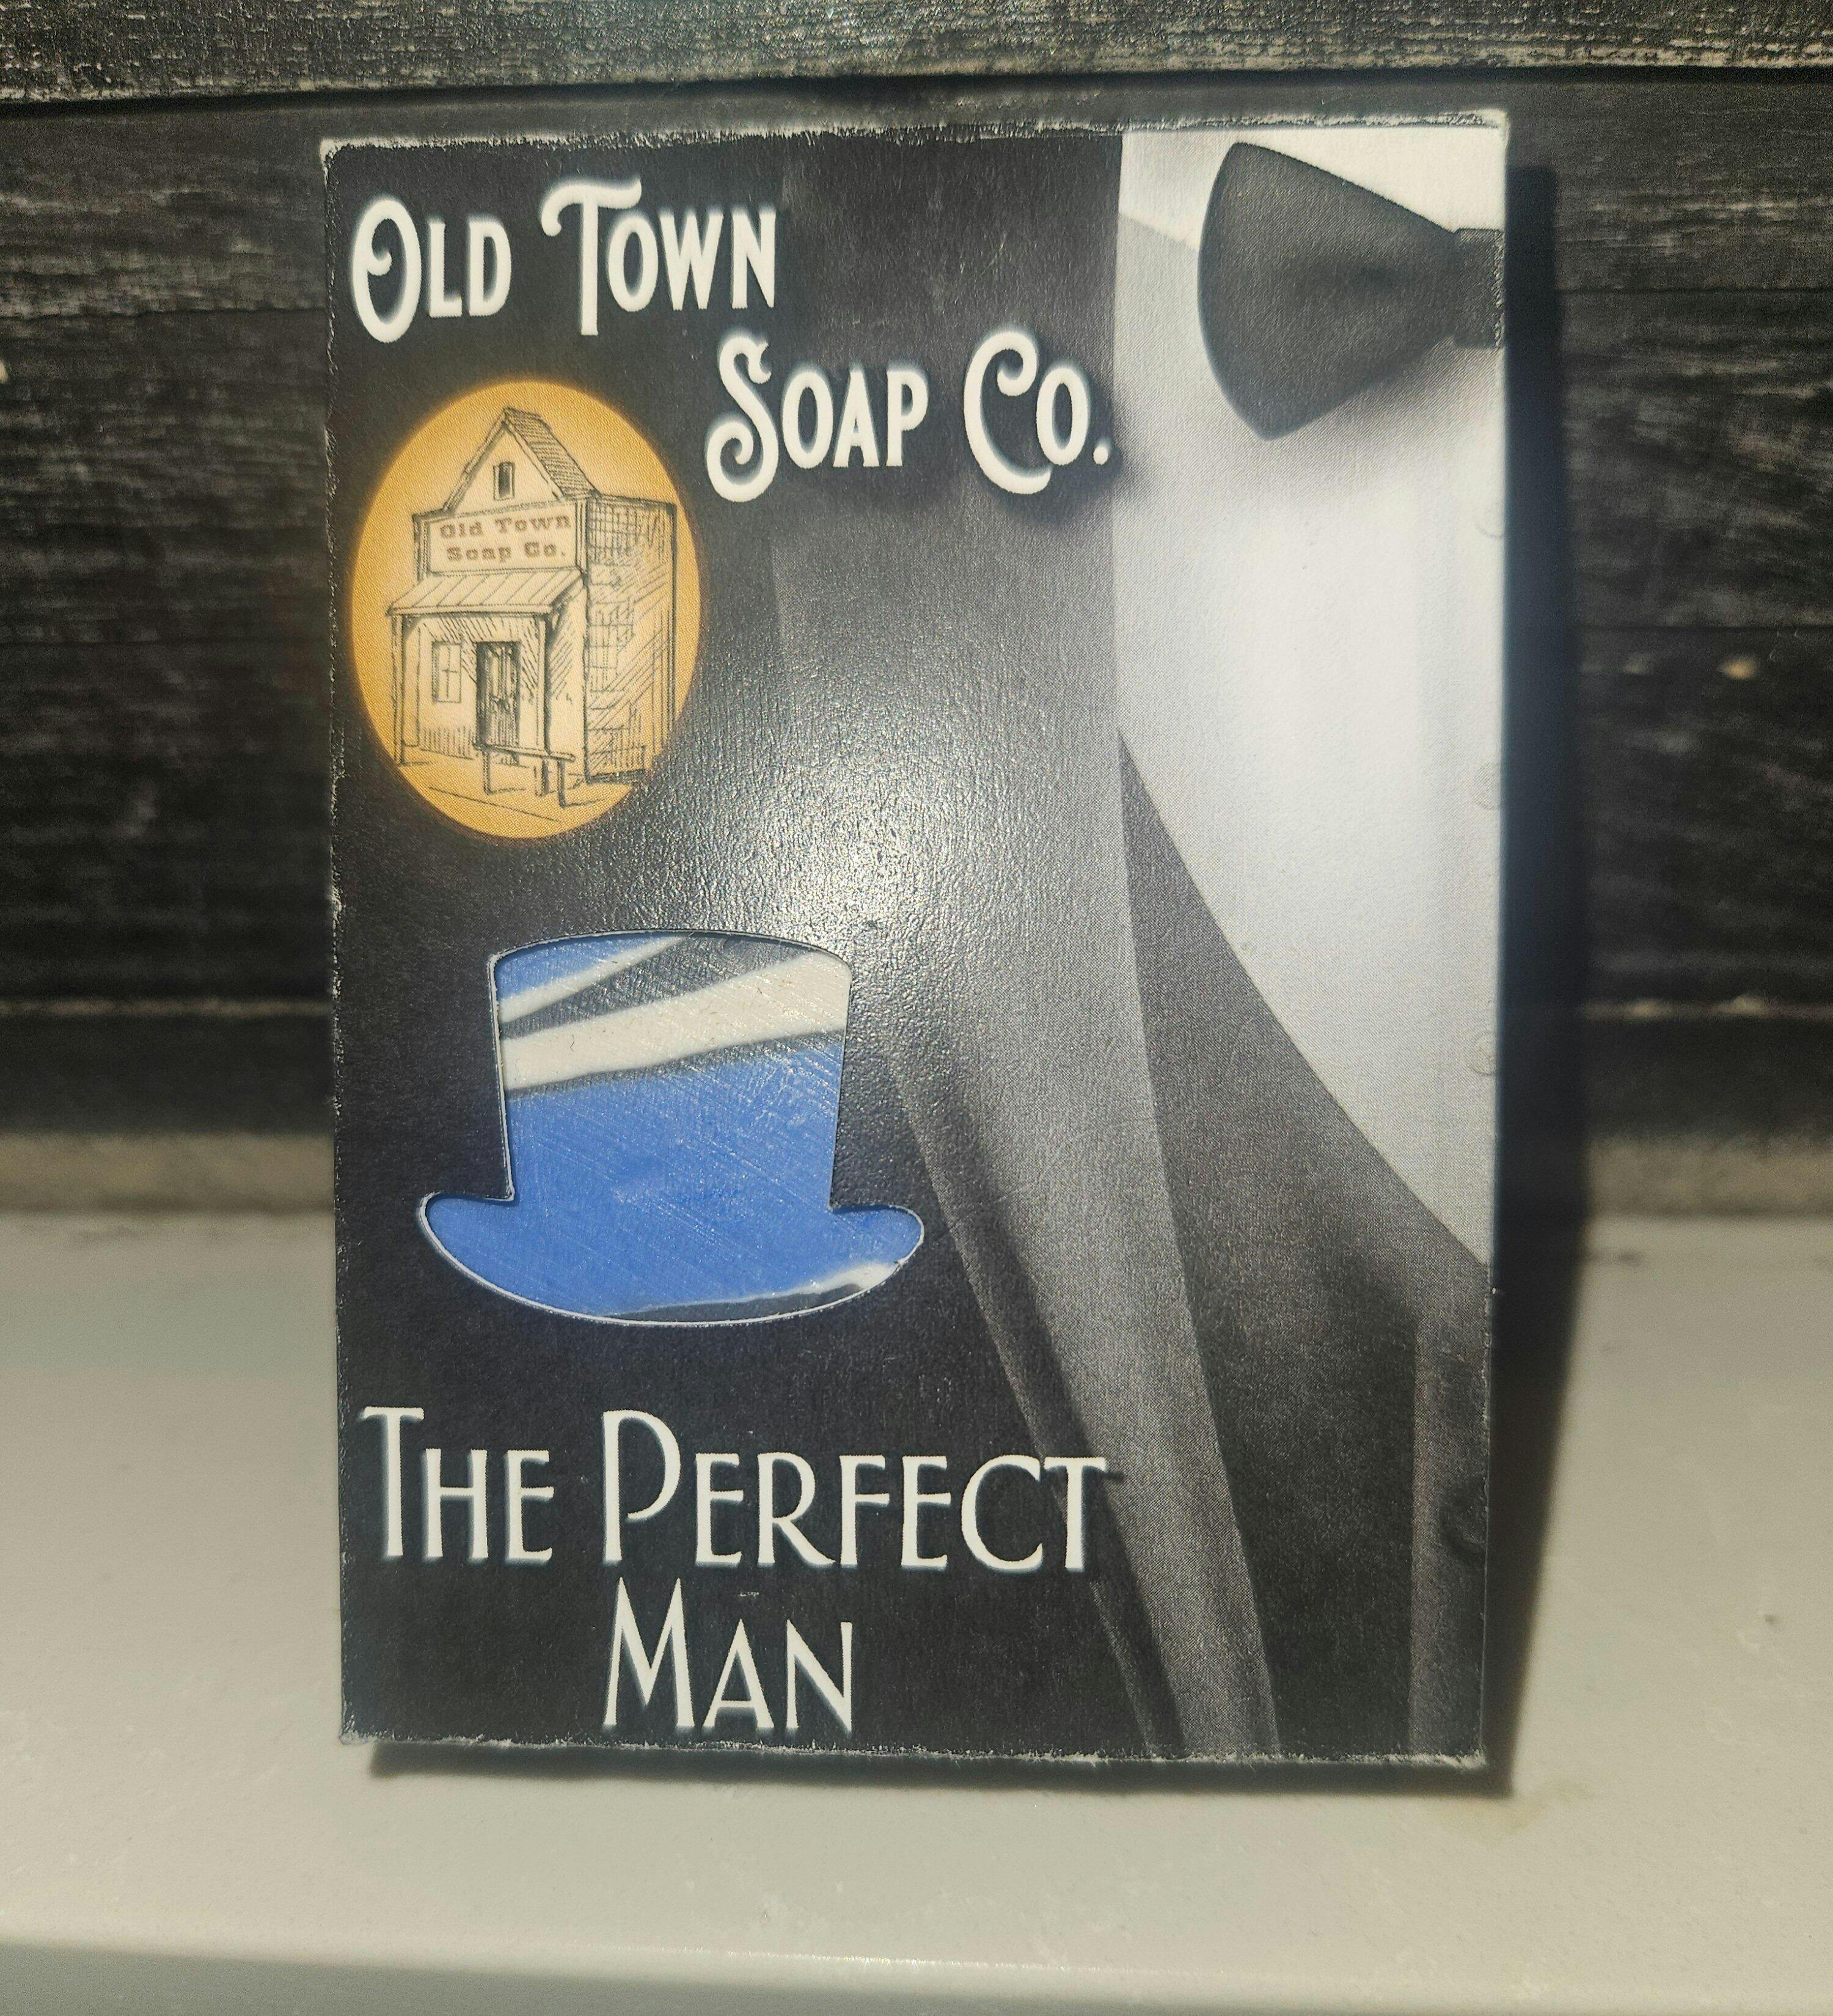 Old Town
Soap Co.
Old Town
Soap Co.
The Perfect
Man